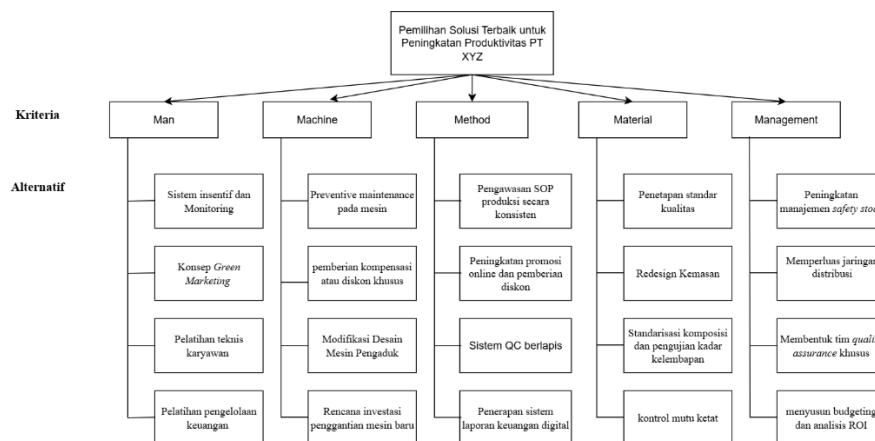 Pemilihan Solusi Terbaik untuk
Peningkatan Produktivitas PT
XYZ
Kriteria
Man
Machine
Method
Material
Management
Alternatif
Sistem insentif dan
Monitoring
Preventive maintenance
pada mesin
Pengawasan SOP
produksi secara
konsisten
Penetapan standar
kualitas
Peningkatan
manajemen safety stoc
Konsep Green
Marketing
pemberian kompensasi
atau diskon khusus
Peningkatan promosi
online dan pemberian
diskon
Redesign Kemasan
Memperluas jaringan
distribusi
Pelatihan teknis
karyawan
Modifikasi Desain
Mesin Pengaduk
Sistem QC berlapis
Standarisasi komposisi
dan pengujian kadar
kelembapan
Membentuk tim quali
assurance khusus
Pelatihan pengelolaan
keuangan
Rencana investasi
penggantian mesin baru
Penerapan sistem
laporan keuangan digital
kontrol mutu ketat
menyusun budgeting
dan analisis ROI